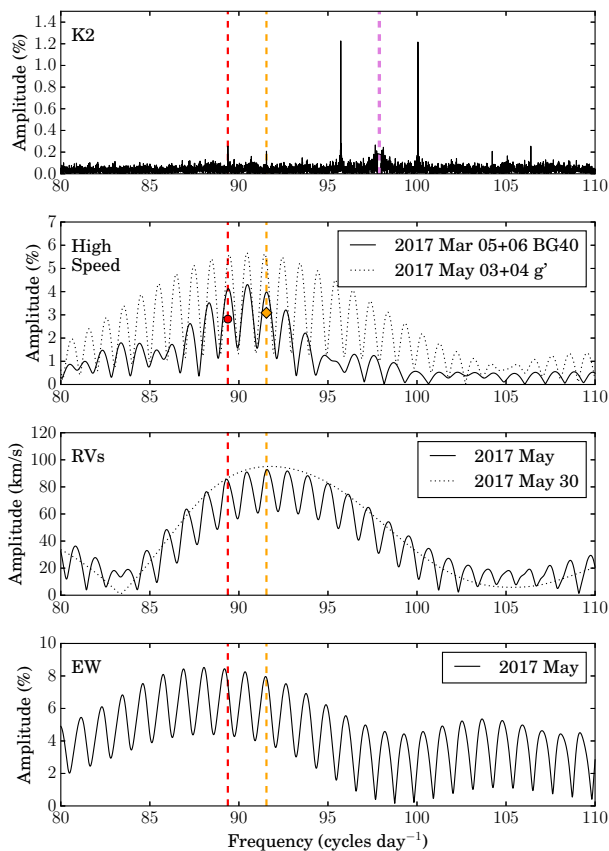 K2
Amplitude (%)
1.4
1.2
1.0
0.8
0.6
0.4
0.2
0.0
80 85 90 95 100 105 110
High
Speed
2017 Mar 05+06 BG40
2017 May 03+04 g'
Amplitude (%)
7
6
5
4
3
2
1
0
80 85 90 95 100 105 110
RVs
2017 May
2017 May 30
Amplitude (km/s)
120
100
80
60
40
20
0
80 85 90 95 100 105 110
EW
2017 May
Amplitude (%)
10
8
6
4
2
0
80 85 90 95 100 105 110
Frequency (cycles day⁻¹)